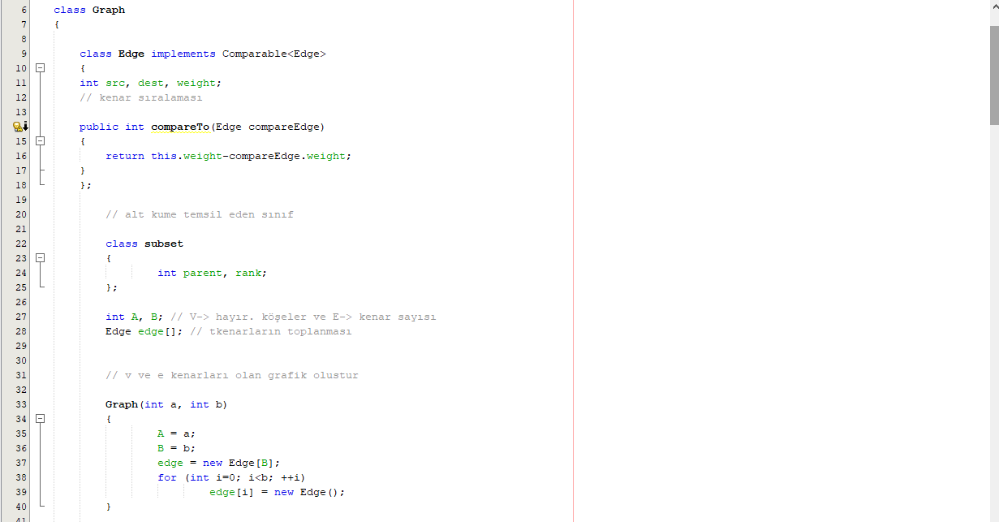 6 class Graph
7 {
8
9 class Edge implements Comparable<Edge>
10 {
11 int src, dest, weight;
12 // kenar sıralaması
13
public int compareTo(Edge compareEdge)
15 {
16 return this.weight-compareEdge.weight;
17 }
18 };
19
20 // alt kume temsil eden sınıf
21
22 class subset
23 {
24 int parent, rank;
25 };
26
27 int A, B; // V-> hayır. köşeler ve E-> kenar sayısı
28 Edge edge[]; // tkenarların toplanması
29
30
31 // v ve e kenarları olan grafik olustur
32
33 Graph(int a, int b)
34 {
35 A = a;
36 B = b;
37 edge = new Edge[B];
38 for (int i=0; i<b; ++i)
39 edge[i] = new Edge();
40 }
41